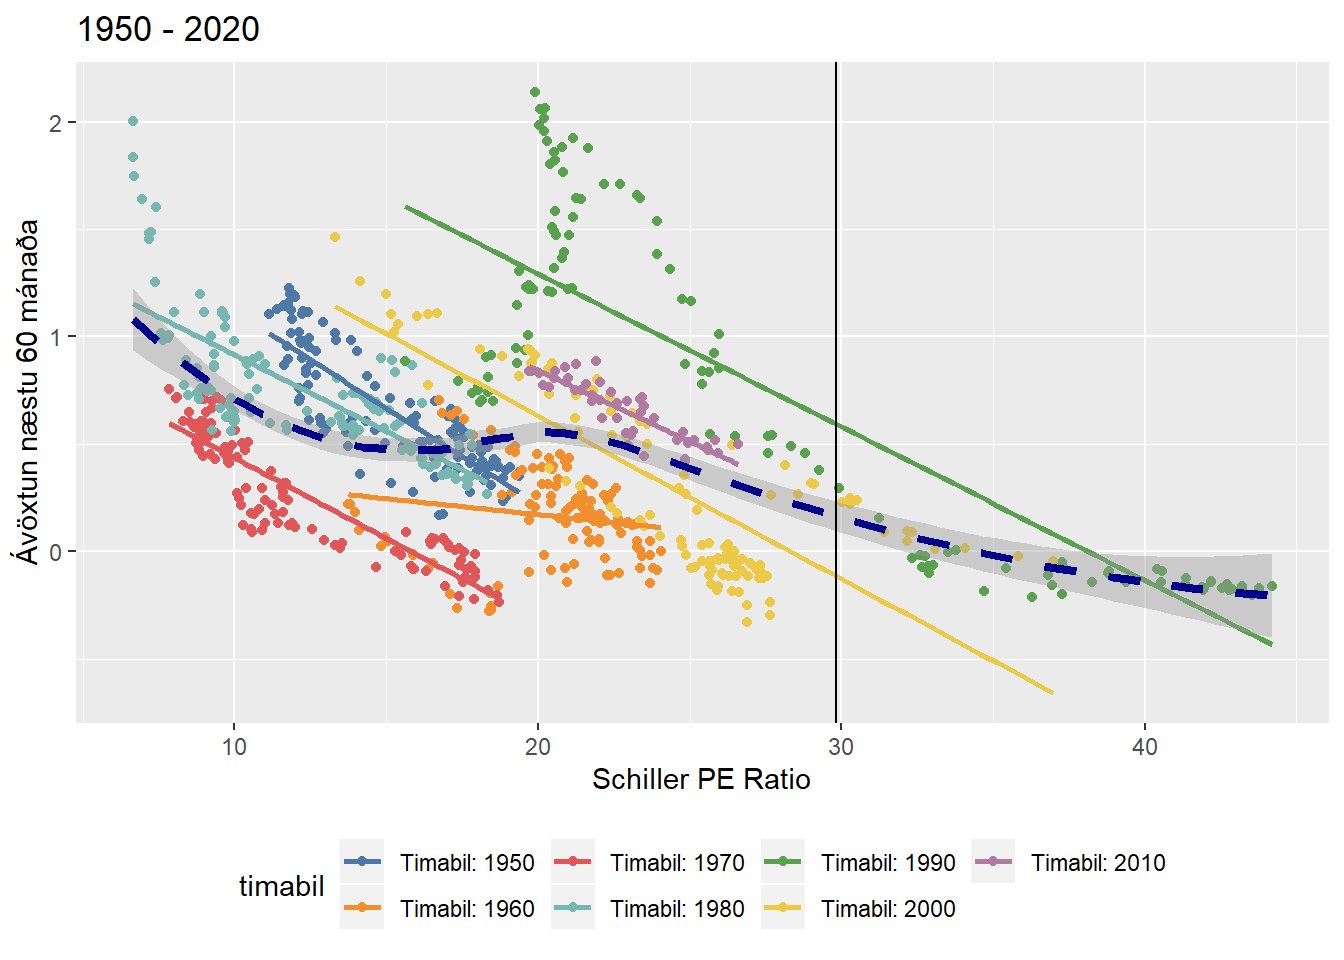 1950 - 2020
Ávöxtun næstu 60 mánaða
2
1
0
10 20 30 40
Schiller PE Ratio
timabil
Timabil: 1950 Timabil: 1970 Timabil: 1990 Timabil: 2010
Timabil: 1960 Timabil: 1980 Timabil: 2000